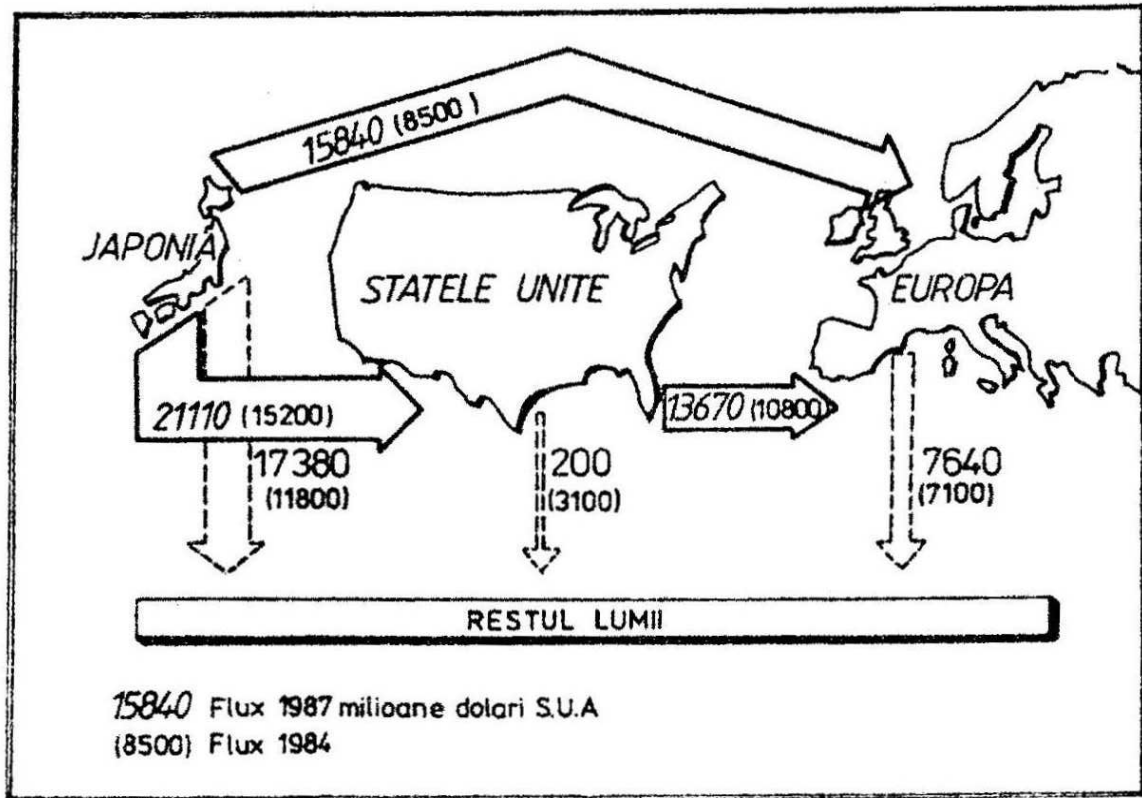 15840 (8500)
JAPONIA
STATELE UNITE
EUROPA
21110 (15200)
13670 (10800)
17380
(11800)
200
(3100)
7640
(7100)
RESTUL LUMII
15840 Flux 1987 milioane dolari S.U.A
(8500) Flux 1984